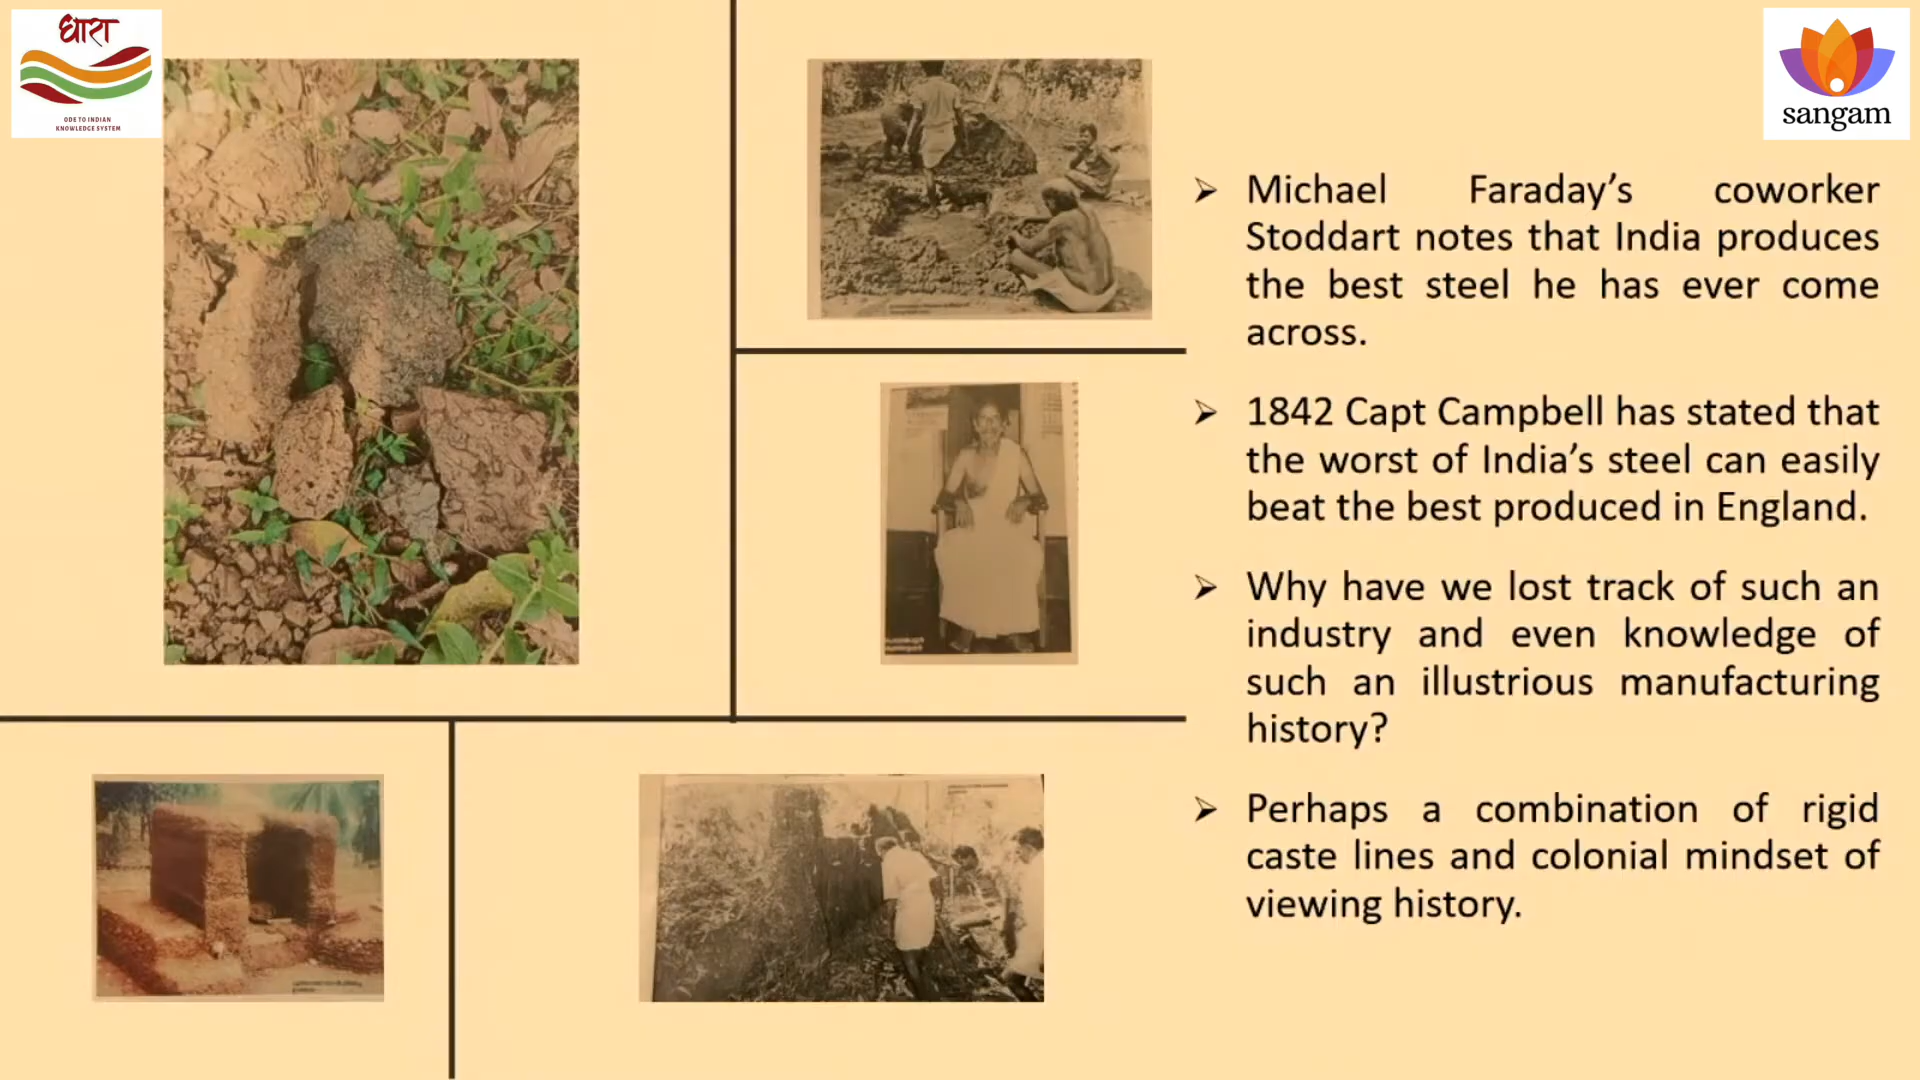 धारा
ODE TO INDIAN
KNOWLEDGE SYSTEM
sangam
➢ Michael Faraday’s coworker
Stoddart notes that India produces
the best steel he has ever come
across.
➢ 1842 Capt Campbell has stated that
the worst of India’s steel can easily
beat the best produced in England.
➢ Why have we lost track of such an
industry and even knowledge of
such an illustrious manufacturing
history?
➢ Perhaps a combination of rigid
caste lines and colonial mindset of
viewing history.